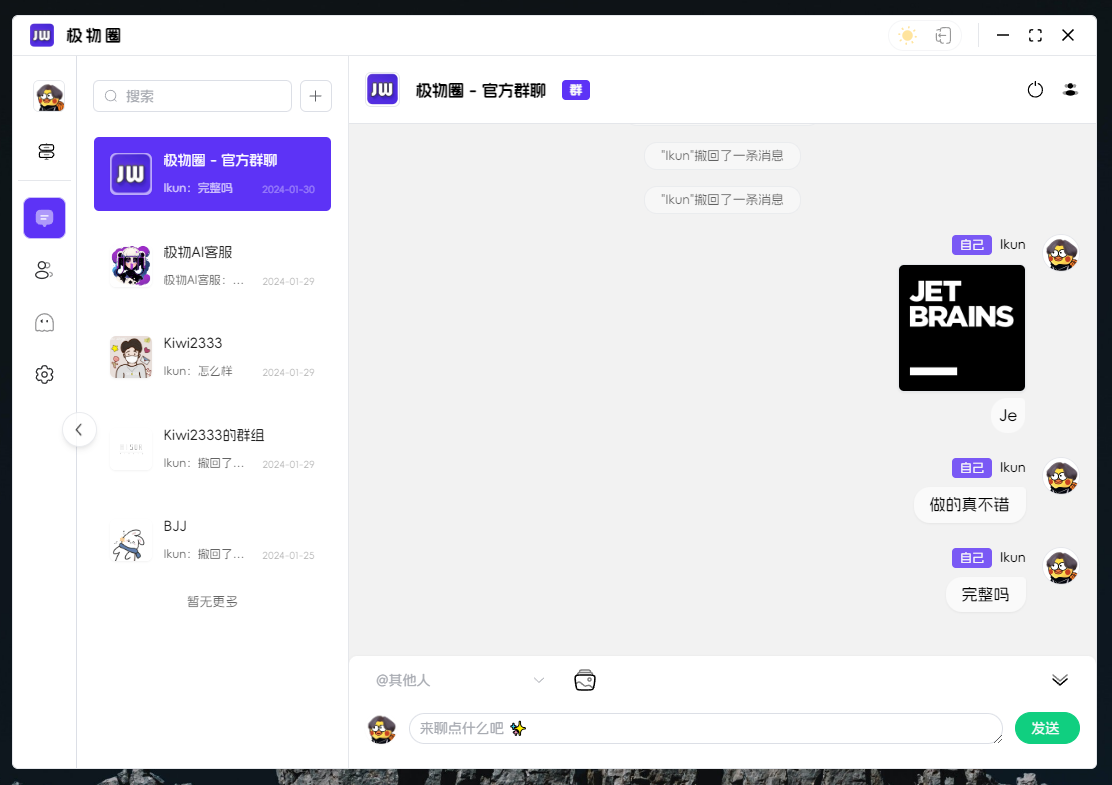 JW 极物圈
搜索
JW 极物圈 - 官方群聊
Ikun：完整吗 2024-01-30
极物AI客服
极物AI客服：... 2024-01-29
Kiwi2333
Ikun：怎么样 2024-01-29
Kiwi2333的群组
Ikun：撤回了... 2024-01-29
BJJ
Ikun：撤回了... 2024-01-25
暂无更多
JW 极物圈 - 官方群聊 群
"Ikun"撤回了一条消息
"Ikun"撤回了一条消息
自己 Ikun
JET
BRAINS
Je
自己 Ikun
做的真不错
自己 Ikun
完整吗
@其他人
来聊点什么吧 ✨
发送